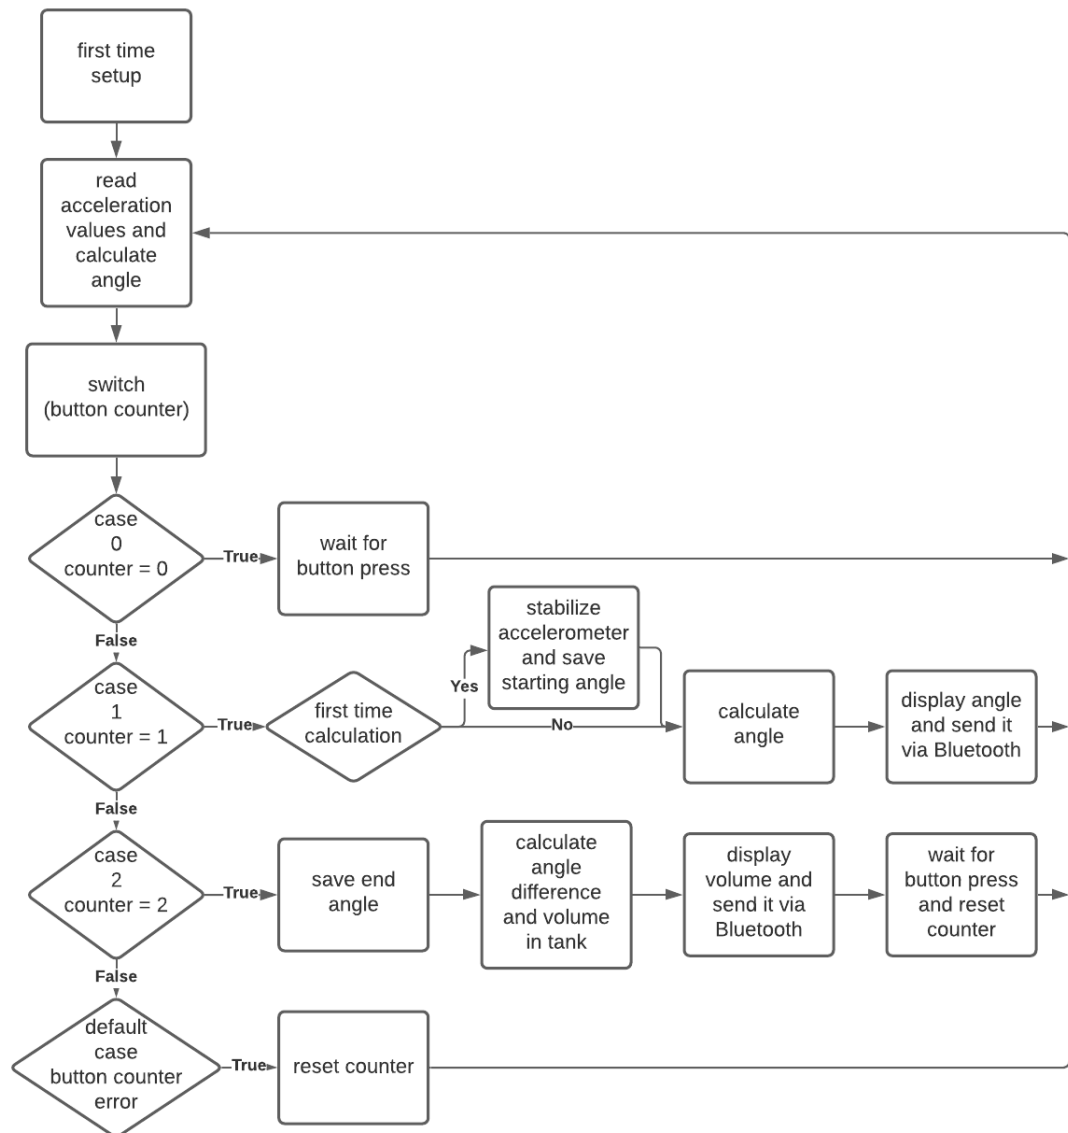 first time
setup
read
acceleration
values and
calculate
angle
switch
(button counter)
case
0
counter = 0
True
wait for
button press
False
case
1
counter = 1
True
first time
calculation
Yes
stabilize
accelerometer
and save
starting angle
No
calculate
angle
display angle
and send it
via Bluetooth
False
case
2
counter = 2
True
save end
angle
calculate
angle
difference
and volume
in tank
display
volume and
send it via
Bluetooth
wait for
button press
and reset
counter
False
default
case
button counter
error
True
reset counter